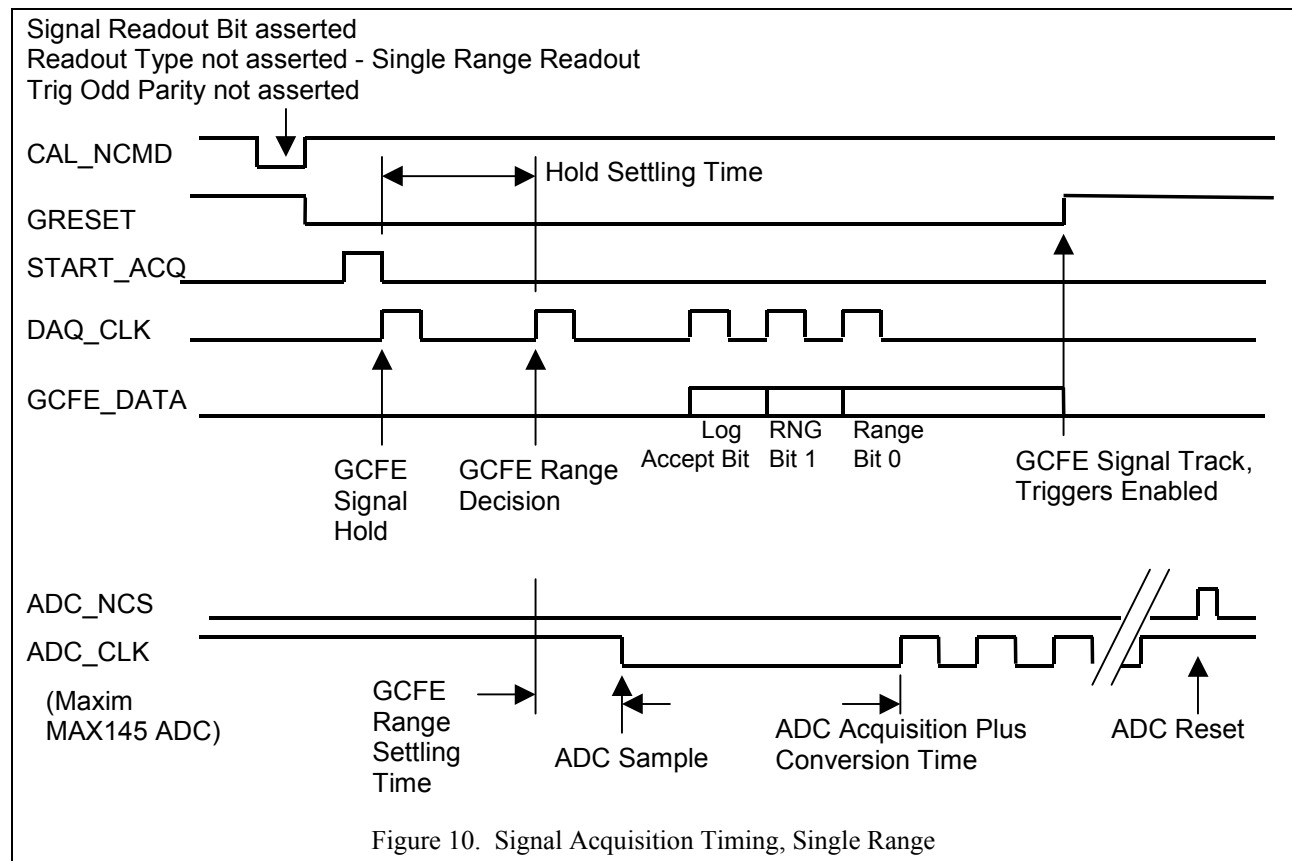 Signal Readout Bit asserted
Readout Type not asserted - Single Range Readout
Trig Odd Parity not asserted
CAL_NCMD
Hold Settling Time
GRESET
START_ACQ
DAQ_CLK
GCFE_DATA
Log
Accept Bit
RNG
Bit 1
Range
Bit 0
GCFE
Signal
Hold
GCFE Range
Decision
GCFE Signal Track,
Triggers Enabled
ADC_NCS
ADC_CLK
(Maxim
MAX145 ADC)
GCFE
Range
Settling
Time
ADC Sample
ADC Acquisition Plus
Conversion Time
ADC Reset
Figure 10. Signal Acquisition Timing, Single Range